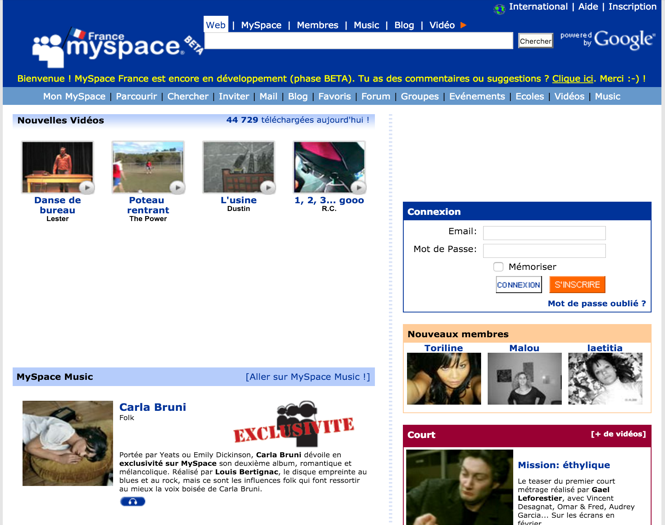 International | Aide | Inscription
Web | MySpace | Membres | Music | Blog | Vidéo
France
myspace
BETA
Chercher
powered by Google
Bienvenue ! MySpace France est encore en développement (phase BETA). Tu as des commentaires ou suggestions ? Clique ici. Merci :-) !
Mon MySpace | Parcourir | Chercher | Inviter | Mail | Blog | Favoris | Forum | Groupes | Evénements | Ecoles | Vidéos | Music
Nouvelles Vidéos
44 729 téléchargées aujourd'hui !
Danse de
bureau
Lester
Poteau
rentrant
The Power
L'usine
Dustin
1, 2, 3... gooo
R.C.
MySpace Music
[Aller sur MySpace Music !]
Carla Bruni
Folk
EXCLUSIVITE
Portée par Yeats ou Emily Dickinson, Carla Bruni dévoile en
exclusivité sur MySpace son deuxième album, romantique et
mélancolique. Réalisé par Louis Bertignac, le disque emprunte au
blues et au rock, mais ce sont les influences folk qui font ressortir
au mieux la voix boisée de Carla Bruni.
Connexion
Email:
Mot de Passe:
Mémoriser
CONNEXION
S'INSCRIRE
Mot de passe oublié ?
Nouveaux membres
Toriline
Malou
laetitia
Court
[+ de vidéos]
Mission: éthylique
Le teaser du premier court
métrage réalisé par Gael
Leforestier, avec Vincent
Desagnat, Omar & Fred, Audrey
Garcia... Sur les écrans en
février